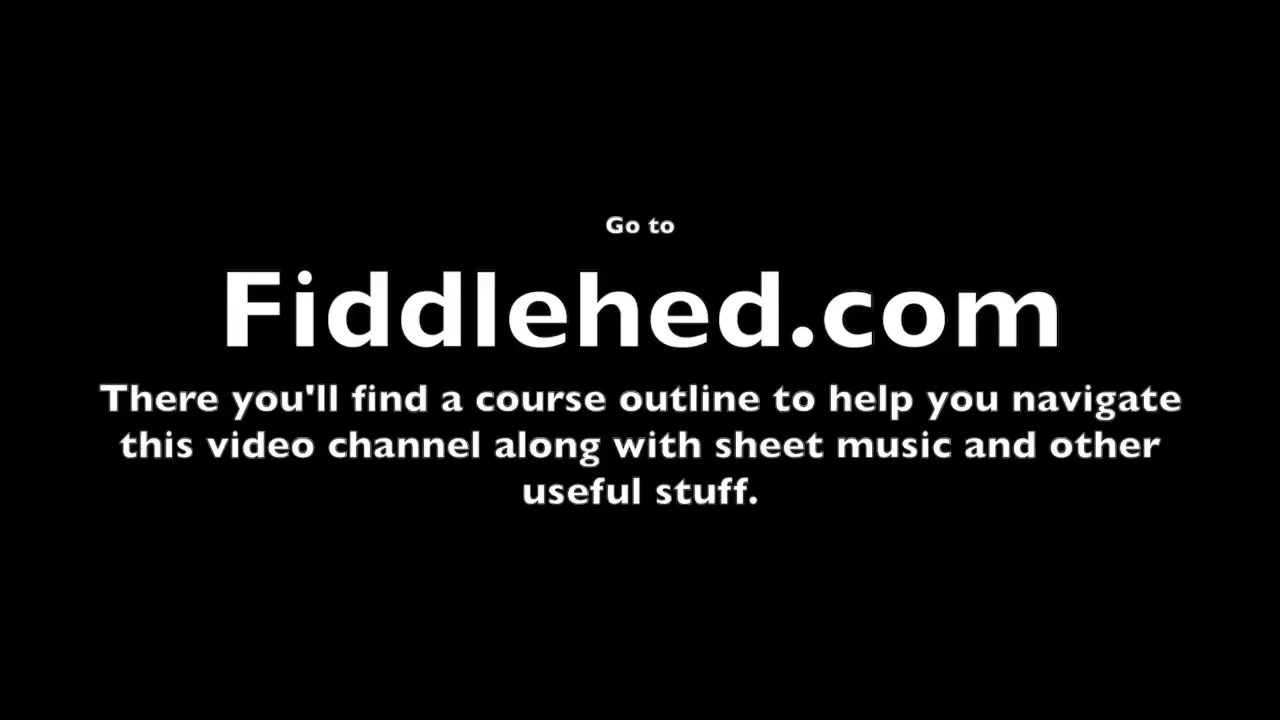 Go to
Fiddlehed.com
There you'll find a course outline to help you navigate
this video channel along with sheet music and other
useful stuff.